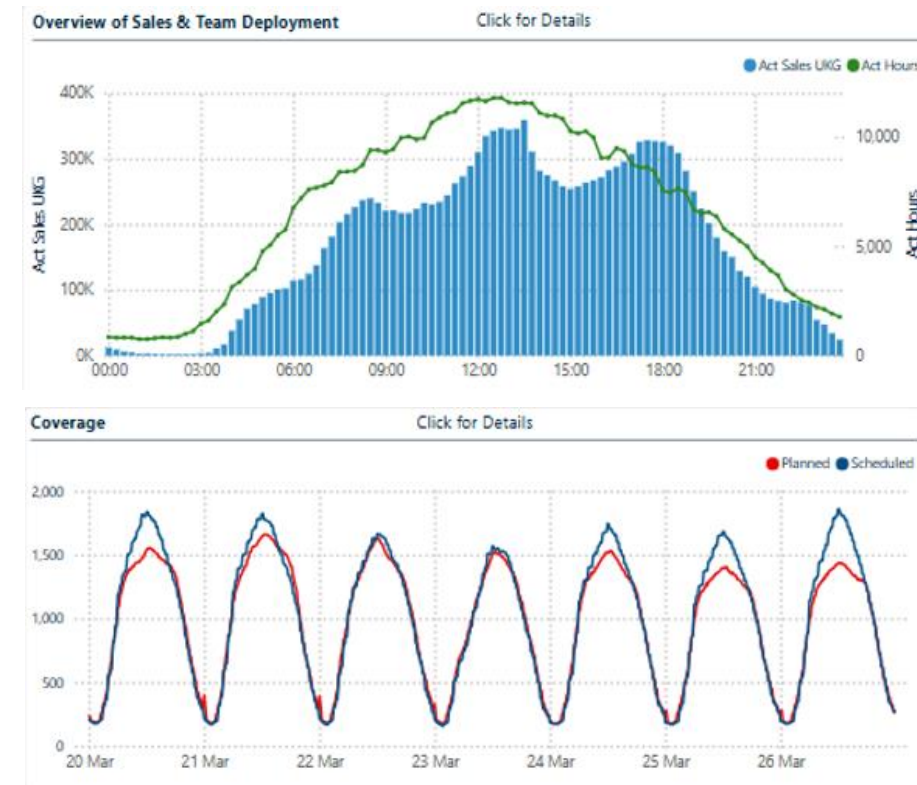 Overview of Sales & Team Deployment Click for Details
Act Sales UKG Act Hours
400K
300K
200K
100K
0K
Act Sales UKG
10,000
5,000
0
Act Hours
00:00 03:00 06:00 09:00 12:00 15:00 18:00 21:00
Coverage Click for Details
Planned Scheduled
2,000
1,500
1,000
500
0
20 Mar 21 Mar 22 Mar 23 Mar 24 Mar 25 Mar 26 Mar